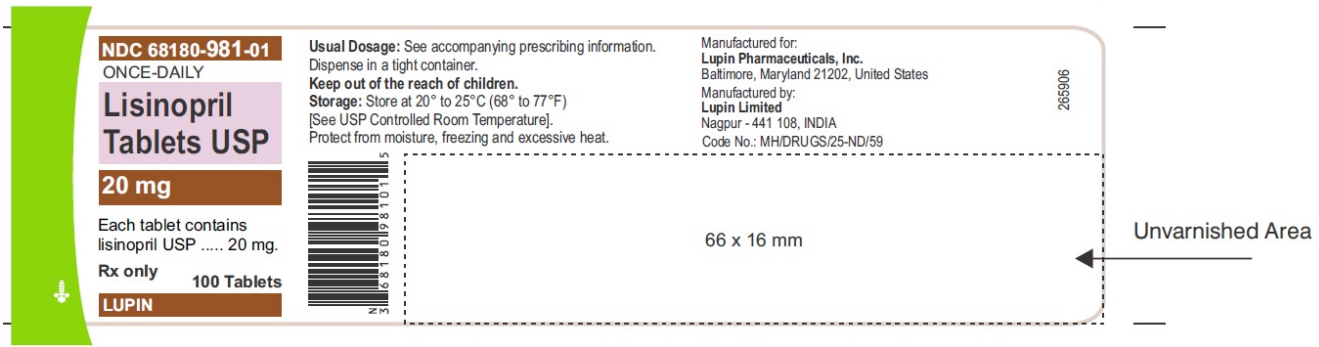 NDC 68180-981-01
ONCE-DAILY
Lisinopril
Tablets USP
20 mg
Each tablet contains
lisinopril USP ..... 20 mg.
Rx only
100 Tablets
LUPIN
Usual Dosage: See accompanying prescribing information.
Dispense in a tight container.
Keep out of the reach of children.
Storage: Store at 20° to 25°C (68° to 77°F)
[See USP Controlled Room Temperature].
Protect from moisture, freezing and excessive heat.
N
3 68180 98101 5
Manufactured for:
Lupin Pharmaceuticals, Inc.
Baltimore, Maryland 21202, United States
Manufactured by:
Lupin Limited
Nagpur - 441 108, INDIA
Code No.: MH/DRUGS/25-ND/59
265906
66 x 16 mm
Unvarnished Area